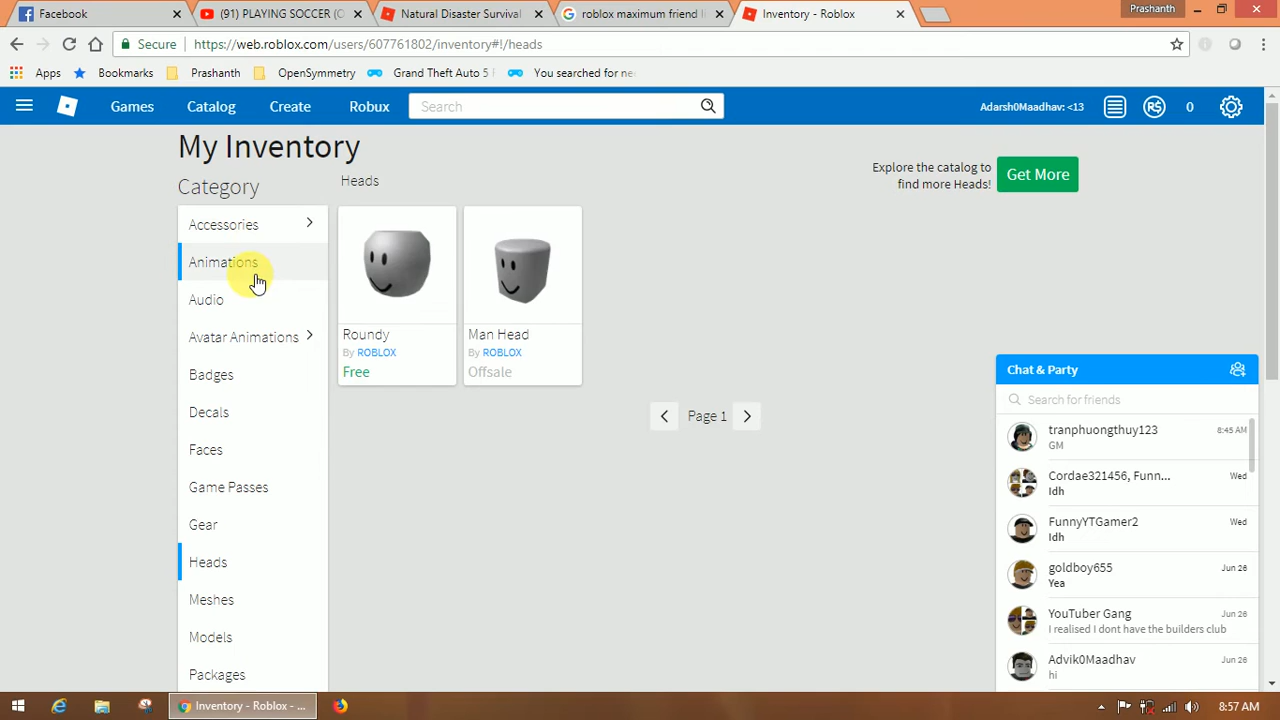 Facebook
(91) PLAYING SOCCER (O
Natural Disaster Survival
roblox maximum friend li
Inventory - Roblox
Prashanth
Secure
https://web.roblox.com/users/607761802/inventory#!/heads
Apps
Bookmarks
Prashanth
OpenSymmetry
Grand Theft Auto 5 F
You searched for ne
Games
Catalog
Create
Robux
Search
Adarsh0Maadhav: <13
R$
0
My Inventory
Category
Heads
Explore the catalog to
find more Heads!
Get More
Accessories
Animations
Audio
Avatar Animations
Badges
Decals
Faces
Game Passes
Gear
Heads
Meshes
Models
Packages
Roundy
By ROBLOX
Free
Man Head
By ROBLOX
Offsale
Page 1
Chat & Party
Search for friends
tranphuongthuy123
8:45 AM
GM
Cordae321456, Funn...
Wed
Idh
FunnyYTGamer2
Wed
Idh
goldboy655
Jun 26
Yea
YouTuber Gang
Jun 26
I realised I dont have the builders club
Advik0Maadhav
Jun 26
hi
Inventory - Roblox - ...
8:57 AM